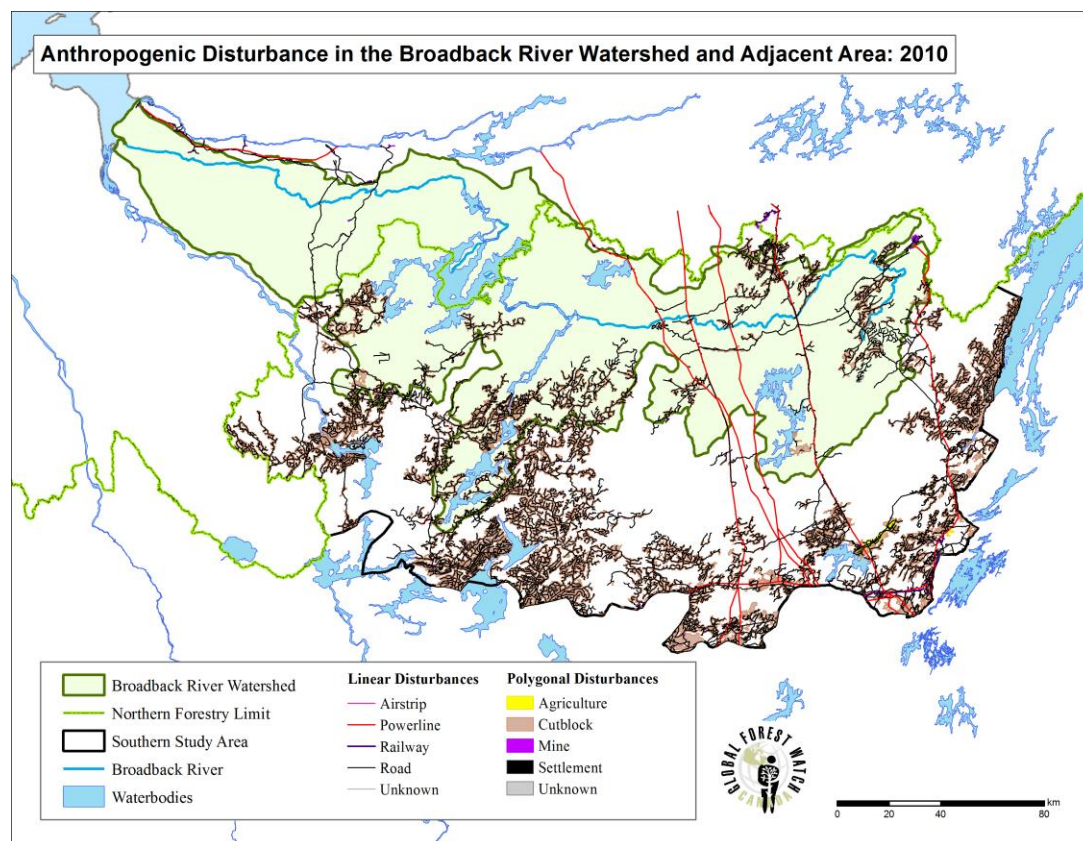 Anthropogenic Disturbance in the Broadback River Watershed and Adjacent Area: 2010
Broadback River Watershed
Northern Forestry Limit
Southern Study Area
Broadback River
Waterbodies
Linear Disturbances
Airstrip
Powerline
Railway
Road
Unknown
Polygonal Disturbances
Agriculture
Cutblock
Mine
Settlement
Unknown
GLOBAL FOREST WATCH
CANADA
km
0 20 40 80